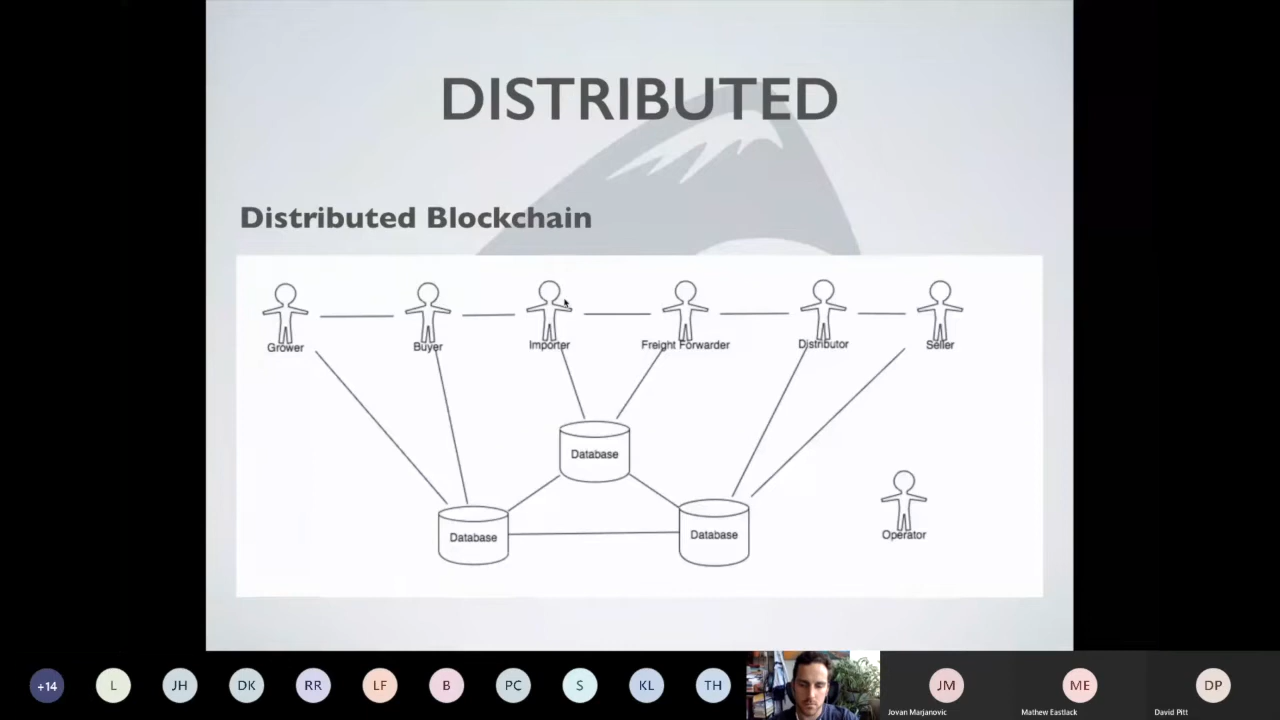 DISTRIBUTED
Distributed Blockchain
Grower
Buyer
Importer
Freight Forwarder
Distributor
Seller
Database
Database
Database
Operator
+14
L
JH
DK
RR
LF
B
PC
S
KL
TH
JM
ME
DP
Jovan Marjanovic
Mathew Eastlack
David Pitt